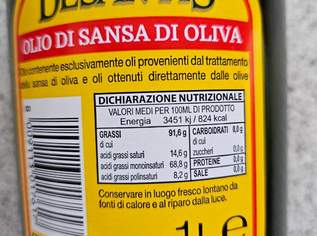 DESANTIS
OLIO DI SANSA DI OLIVA
Olio contenente esclusivamente oli provenienti dal trattamento
della sansa di oliva e oli ottenuti direttamente dalle olive
DICHIARAZIONE NUTRIZIONALE
VALORI MEDI PER 100ML DI PRODOTTO
Energia 3451 kj / 824 kcal
GRASSI 91,6 g CARBOIDRATI 0,0 g
di cui di cui
acidi grassi saturi 14,6 g zuccheri 0,0 g
acidi grassi monoinsaturi 68,8 g PROTEINE 0,0 g
acidi grassi polinsaturi 8,2 g SALE 0,0 g
Conservare in luogo fresco lontano da
fonti di calore e al riparo dalla luce.
1L e